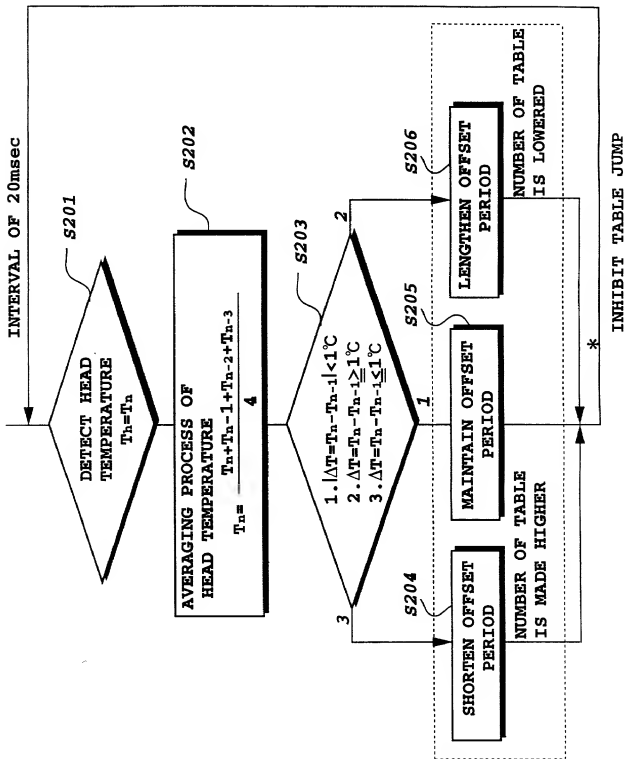 INTERVAL OF 20msec
S201
DETECT HEAD
TEMPERATURE
Th=Tn
S202
AVERAGING PROCESS OF
HEAD TEMPERATURE
Tn= Tn+Tn-1+Tn-2+Tn-3
4
S203
1.|ΔT=Tn-Tn-1|<1℃
2.ΔT=Tn-Tn-1≧1℃
3.ΔT=Tn-Tn-1≦1℃
3
1
2
S204
SHORTEN OFFSET
PERIOD
S205
MAINTAIN OFFSET
PERIOD
S206
LENGTHEN OFFSET
PERIOD
NUMBER OF TABLE
IS MADE HIGHER
NUMBER OF TABLE
IS LOWERED
*
INHIBIT TABLE JUMP